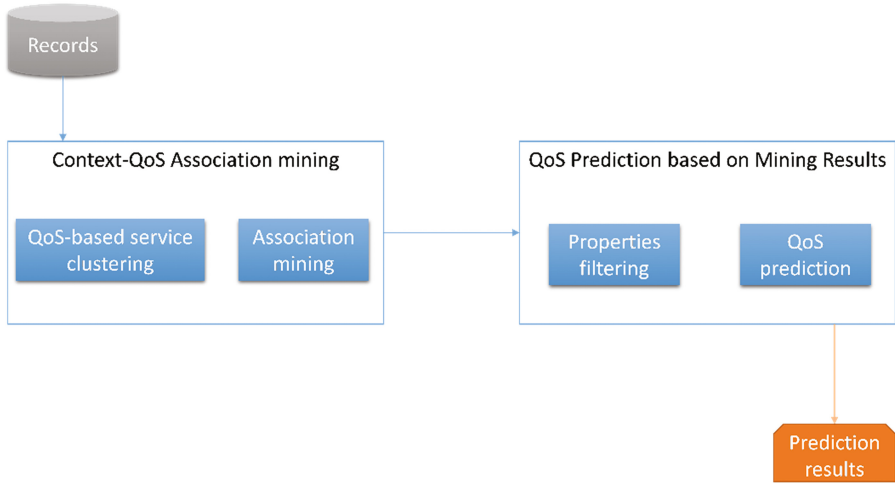 Records
Context-QoS Association mining
QoS-based service
clustering
Association
mining
QoS Prediction based on Mining Results
Properties
filtering
QoS
prediction
Prediction
results